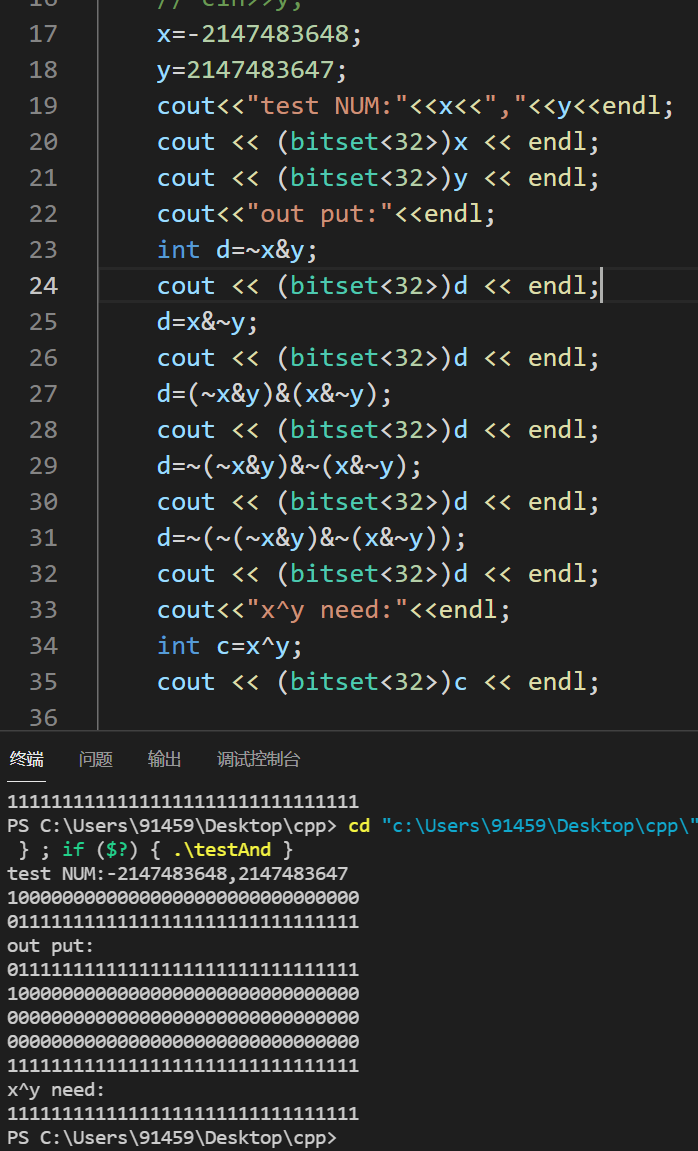 16 // cin>>y;
17 x=-2147483648;
18 y=2147483647;
19 cout<<"test NUM:"<<x<<","<<y<<endl;
20 cout << (bitset<32>)x << endl;
21 cout << (bitset<32>)y << endl;
22 cout<<"out put:"<<endl;
23 int d=~x&y;
24 cout << (bitset<32>)d << endl;
25 d=x&~y;
26 cout << (bitset<32>)d << endl;
27 d=(~x&y)&(x&~y);
28 cout << (bitset<32>)d << endl;
29 d=~(~x&y)&~(x&~y);
30 cout << (bitset<32>)d << endl;
31 d=~(~(~x&y)&~(x&~y));
32 cout << (bitset<32>)d << endl;
33 cout<<"x^y need:"<<endl;
34 int c=x^y;
35 cout << (bitset<32>)c << endl;
36
终端 问题 输出 调试控制台
11111111111111111111111111111111
PS C:\Users\91459\Desktop\cpp> cd "c:\Users\91459\Desktop\cpp\"
} ; if ($?) { .\testAnd }
test NUM:-2147483648,2147483647
10000000000000000000000000000000
01111111111111111111111111111111
out put:
01111111111111111111111111111111
10000000000000000000000000000000
00000000000000000000000000000000
00000000000000000000000000000000
11111111111111111111111111111111
x^y need:
11111111111111111111111111111111
PS C:\Users\91459\Desktop\cpp>